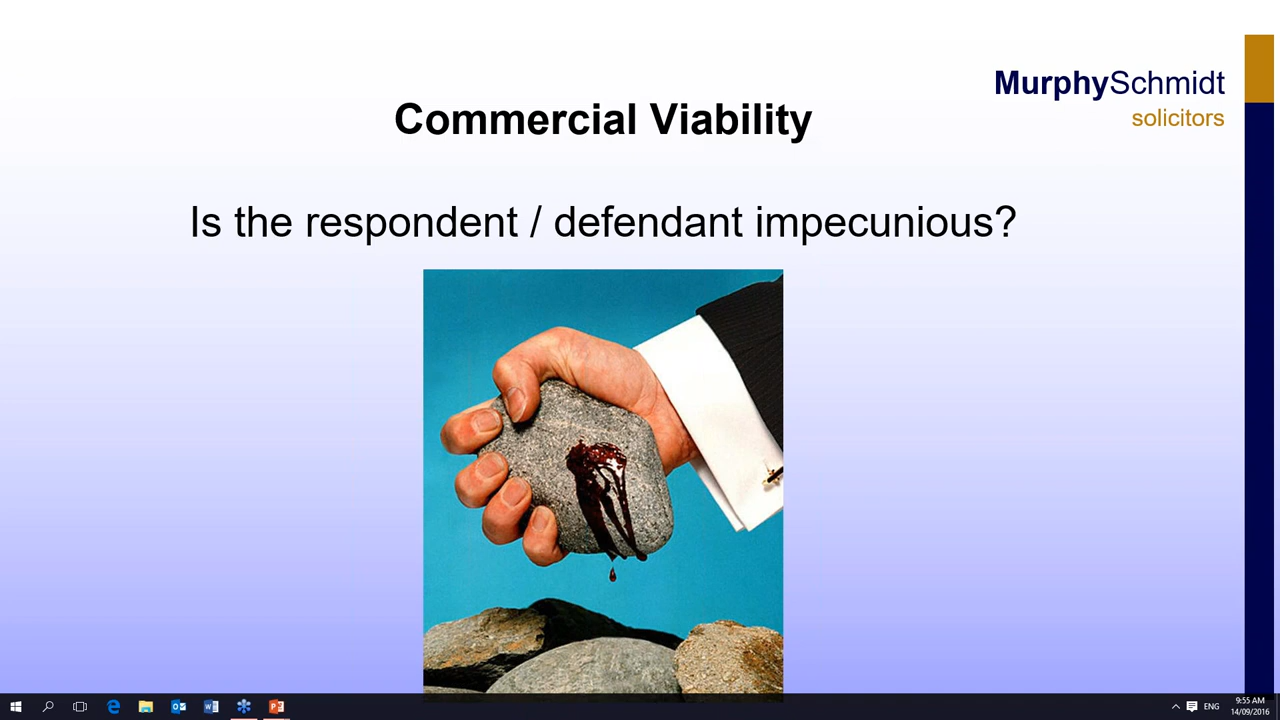 MurphySchmidt
solicitors
Commercial Viability
Is the respondent / defendant impecunious?
ENG
9:55 AM
14/09/2016